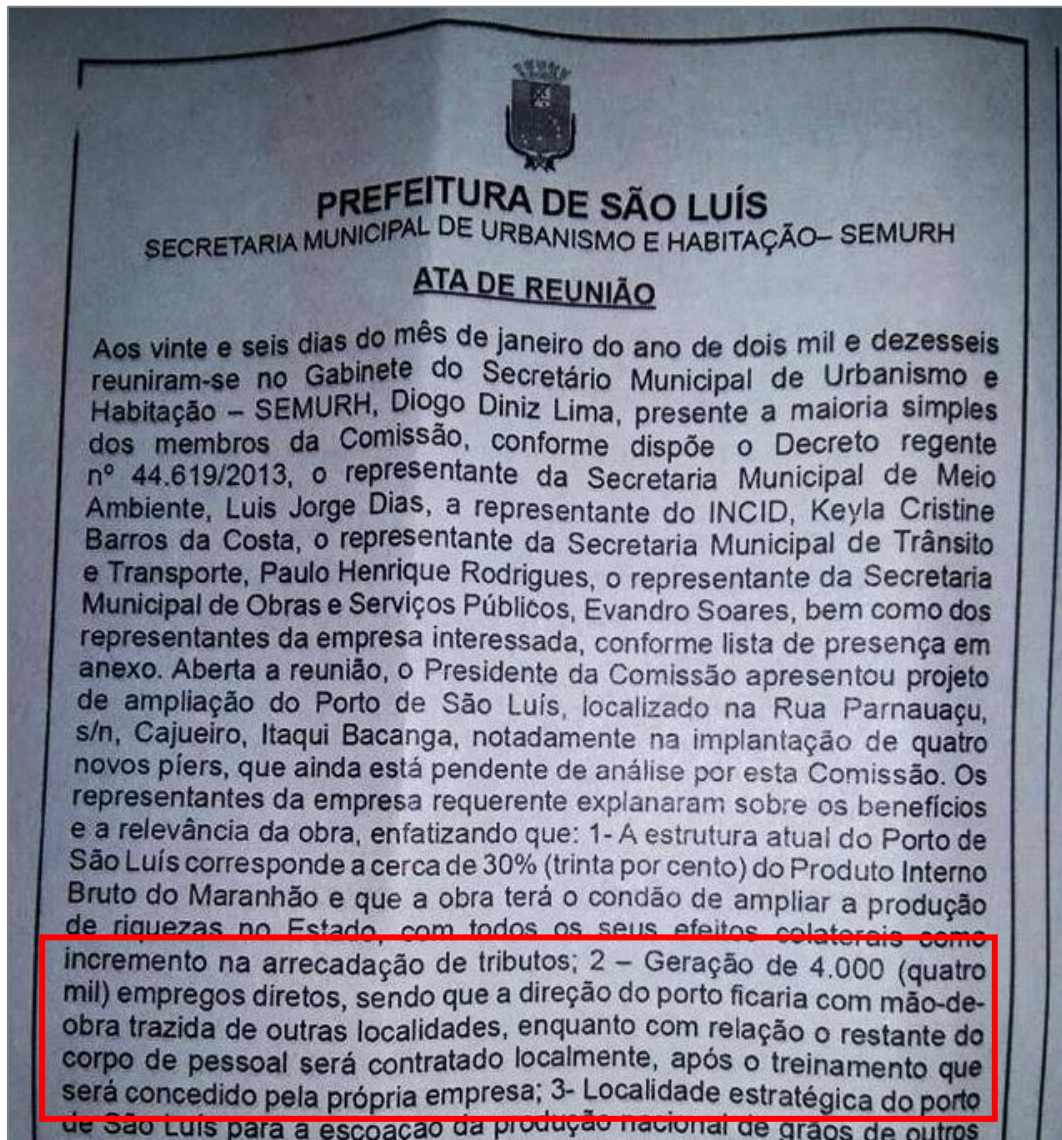 PREFEITURA DE SÃO LUÍS
SECRETARIA MUNICIPAL DE URBANISMO E HABITAÇÃO– SEMURH
ATA DE REUNIÃO
Aos vinte e seis dias do mês de janeiro do ano de dois mil e dezesseis
reuniram-se no Gabinete do Secretário Municipal de Urbanismo e
Habitação – SEMURH, Diogo Diniz Lima, presente a maioria simples
dos membros da Comissão, conforme dispõe o Decreto regente
nº 44.619/2013, o representante da Secretaria Municipal de Meio
Ambiente, Luis Jorge Dias, a representante do INCID, Keyla Cristine
Barros da Costa, o representante da Secretaria Municipal de Trânsito
e Transporte, Paulo Henrique Rodrigues, o representante da Secretaria
Municipal de Obras e Serviços Públicos, Evandro Soares, bem como dos
representantes da empresa interessada, conforme lista de presença em
anexo. Aberta a reunião, o Presidente da Comissão apresentou projeto
de ampliação do Porto de São Luís, localizado na Rua Parnauaçu,
s/n, Cajueiro, Itaqui Bacanga, notadamente na implantação de quatro
novos píers, que ainda está pendente de análise por esta Comissão. Os
representantes da empresa requerente explanaram sobre os benefícios
e a relevância da obra, enfatizando que: 1- A estrutura atual do Porto de
São Luís corresponde a cerca de 30% (trinta por cento) do Produto Interno
Bruto do Maranhão e que a obra terá o condão de ampliar a produção
de riquezas no Estado, com todos os seus efeitos colaterais como
incremento na arrecadação de tributos; 2 – Geração de 4.000 (quatro
mil) empregos diretos, sendo que a direção do porto ficaria com mão-de-
obra trazida de outras localidades, enquanto com relação o restante do
corpo de pessoal será contratado localmente, após o treinamento que
será concedido pela própria empresa; 3- Localidade estratégica do porto
de São Luís para a escoação da produção nacional de grãos de outros